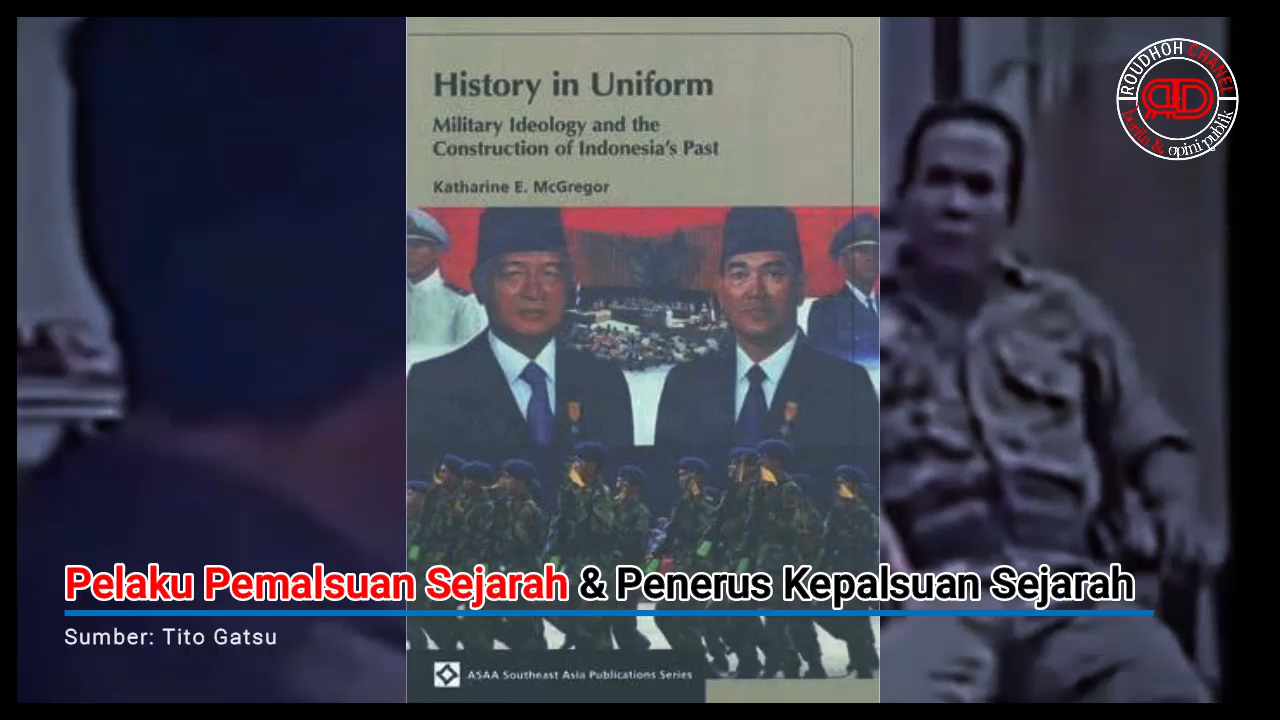 History in Uniform
Military Ideology and the
Construction of Indonesia's Past
Katharine E. McGregor
ROUDHOH CHANEL
RD
berita & opini publik
Pelaku Pemalsuan Sejarah & Penerus Kepalsuan Sejarah
Sumber: Tito Gatsu
ASAA Southeast Asia Publications Series